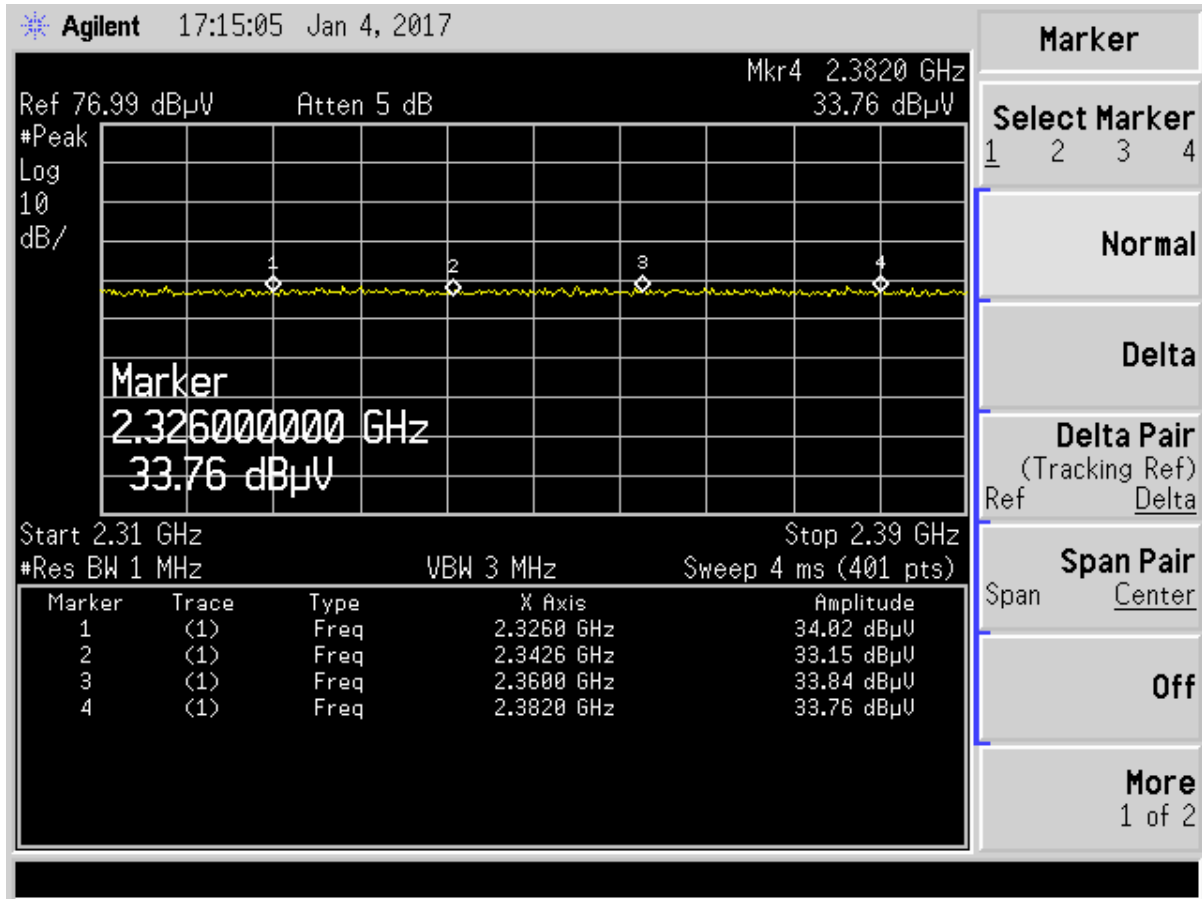 Agilent 17:15:05 Jan 4, 2017
Mkr4 2.3820 GHz
Ref 76.99 dBµV Atten 5 dB 33.76 dBµV
#Peak
Log
10
dB/
1 2 3 4
Marker
2.326000000 GHz
33.76 dBµV
Start 2.31 GHz Stop 2.39 GHz
#Res BW 1 MHz VBW 3 MHz Sweep 4 ms (401 pts)
Marker Trace Type X Axis Amplitude
1 (1) Freq 2.3260 GHz 34.02 dBµV
2 (1) Freq 2.3426 GHz 33.15 dBµV
3 (1) Freq 2.3600 GHz 33.84 dBµV
4 (1) Freq 2.3820 GHz 33.76 dBµV
Marker
Select Marker
1 2 3 4
Normal
Delta
Delta Pair
(Tracking Ref)
Ref Delta
Span Pair
Span Center
Off
More
1 of 2